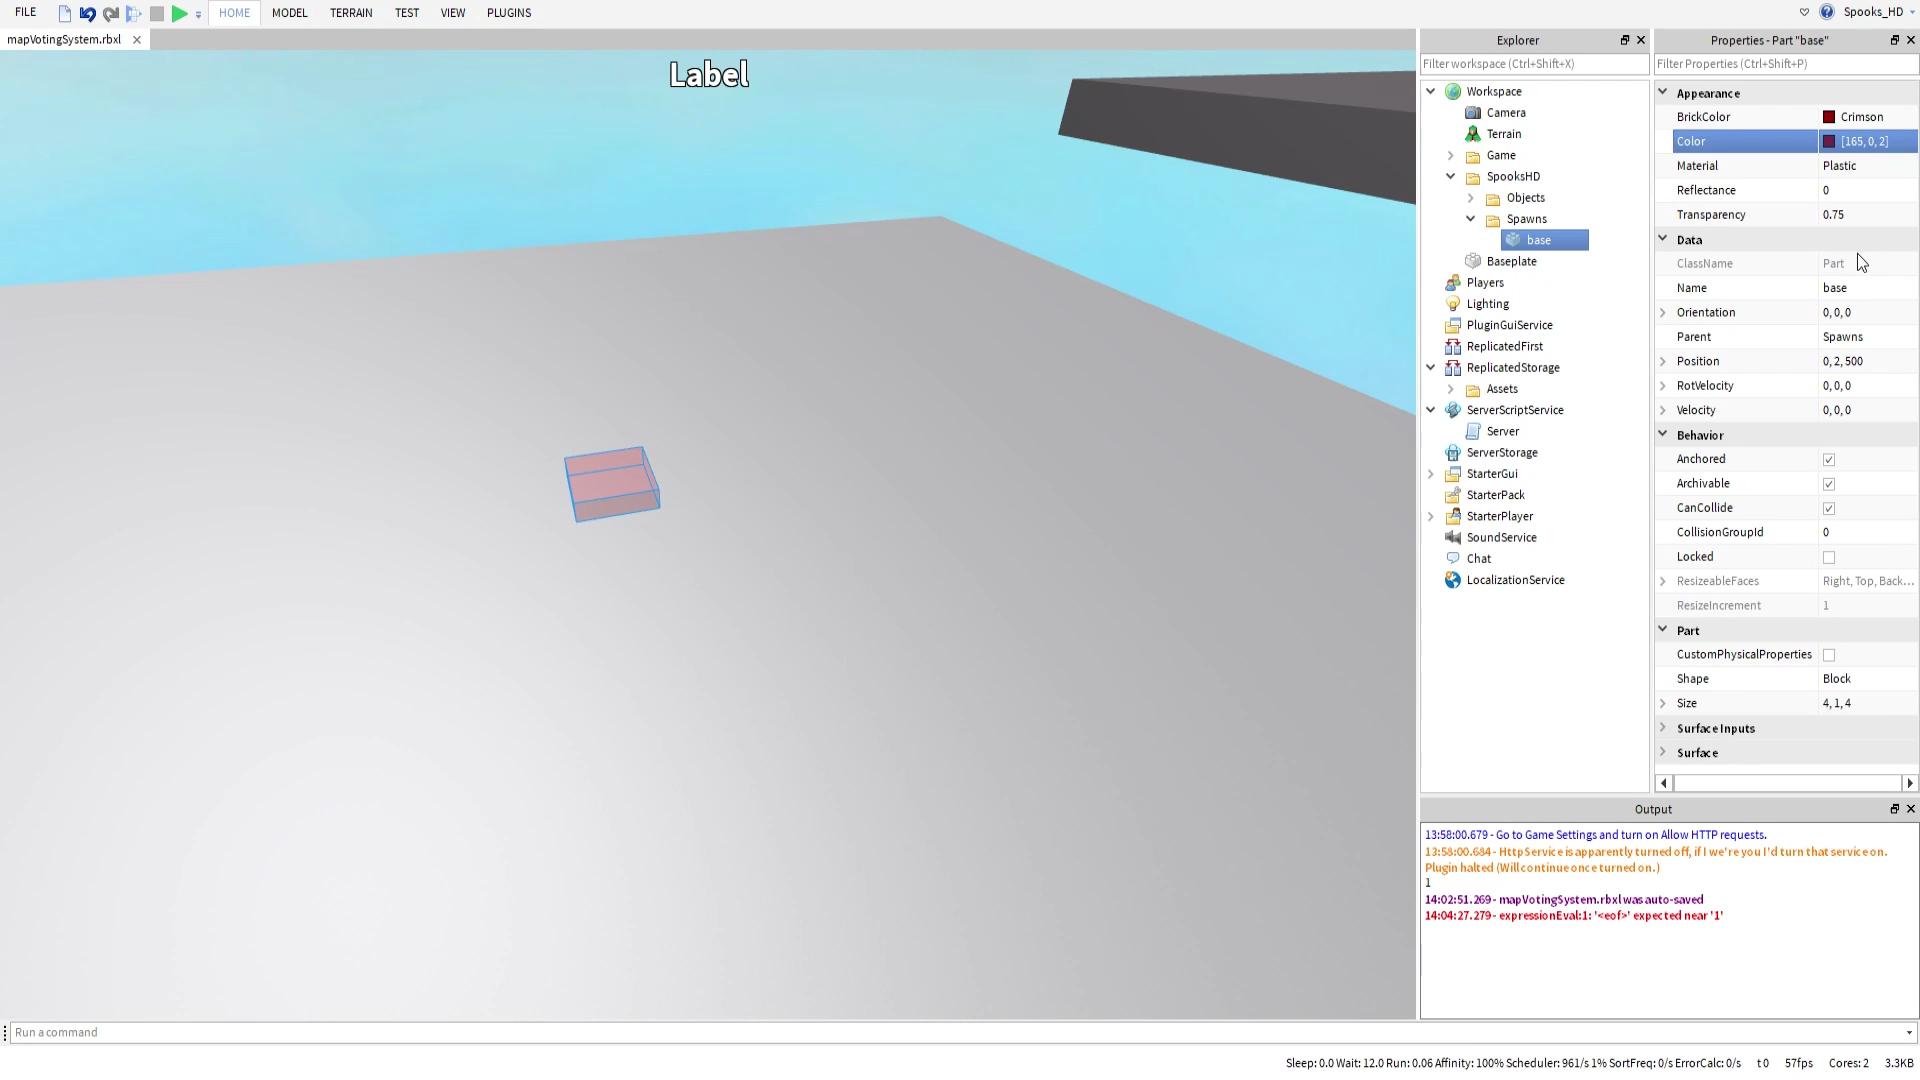 FILE HOME MODEL TERRAIN TEST VIEW PLUGINS Spooks_HD
mapVotingSystem.rbxl
Label
Explorer
Filter workspace (Ctrl+Shift+X)
Workspace
Camera
Terrain
Game
SpooksHD
Objects
Spawns
base
Baseplate
Players
Lighting
PluginGuiService
ReplicatedFirst
ReplicatedStorage
Assets
ServerScriptService
Server
ServerStorage
StarterGui
StarterPack
StarterPlayer
SoundService
Chat
LocalizationService
Properties - Part "base"
Filter Properties (Ctrl+Shift+P)
Appearance
BrickColor Crimson
Color [165, 0, 2]
Material Plastic
Reflectance 0
Transparency 0.75
Data
ClassName Part
Name base
Orientation 0, 0, 0
Parent Spawns
Position 0, 2, 500
RotVelocity 0, 0, 0
Velocity 0, 0, 0
Behavior
Anchored
Archivable
CanCollide
CollisionGroupId 0
Locked
ResizeableFaces Right, Top, Back...
ResizeIncrement 1
Part
CustomPhysicalProperties
Shape Block
Size 4, 1, 4
Surface Inputs
Surface
Output
13:58:00.679 - Go to Game Settings and turn on Allow HTTP requests.
13:58:00.684 - HttpService is apparently turned off, if I we're you I'd turn that service on.
Plugin halted (Will continue once turned on.)
1
14:02:51.269 - mapVotingSystem.rbxl was auto-saved
14:04:27.279 - expressionEval:1: '<eof>' expected near '1'
Run a command
Sleep: 0.0 Wait: 12.0 Run: 0.06 Affinity: 100% Scheduler: 961/s 1% SortFreq: 0/s ErrorCalc: 0/s t 0 57fps Cores: 2 3.3KB